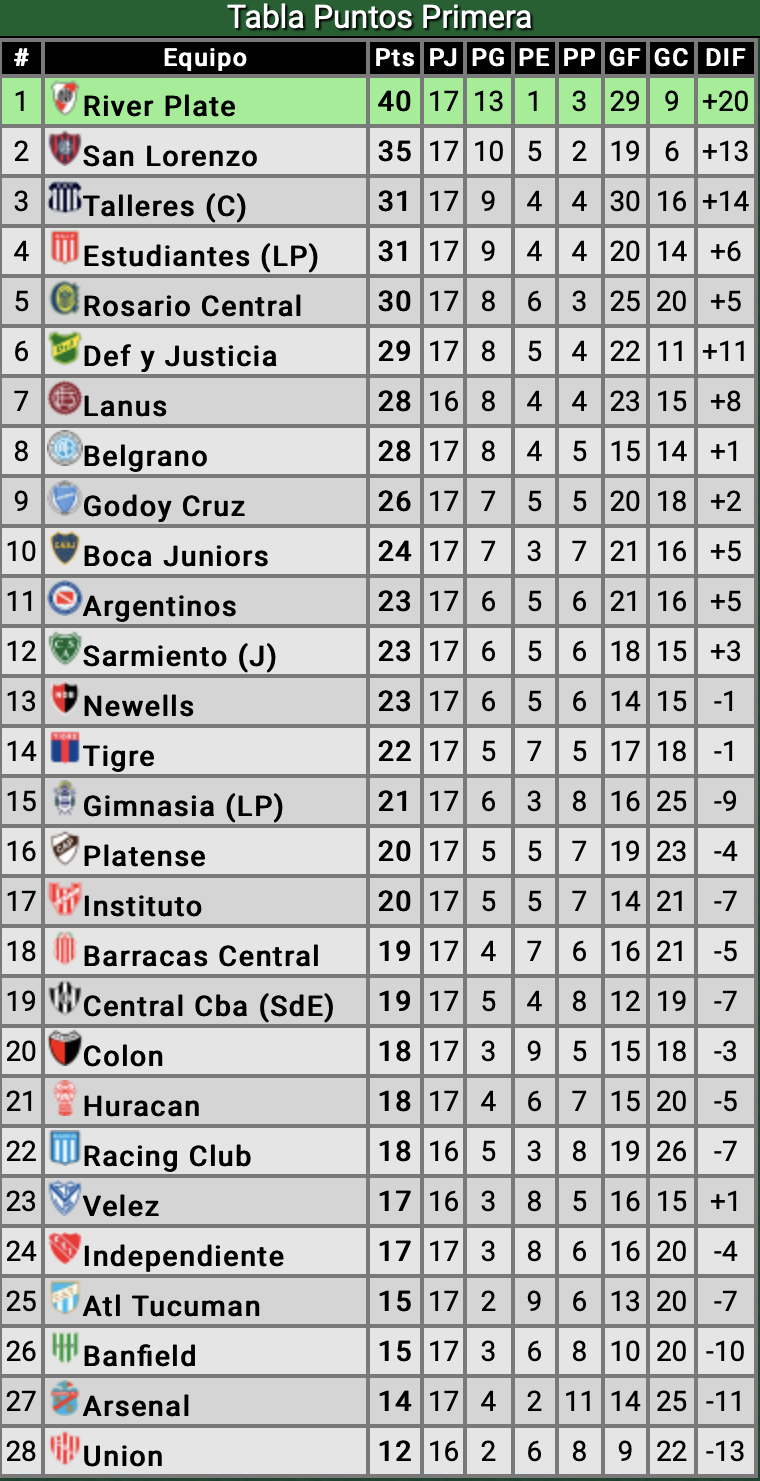 Tabla Puntos Primera
# Equipo Pts PJ PG PE PP GF GC DIF
1 River Plate 40 17 13 1 3 29 9 +20
2 San Lorenzo 35 17 10 5 2 19 6 +13
3 Talleres (C) 31 17 9 4 4 30 16 +14
4 Estudiantes (LP) 31 17 9 4 4 20 14 +6
5 Rosario Central 30 17 8 6 3 25 20 +5
6 Def y Justicia 29 17 8 5 4 22 11 +11
7 Lanus 28 16 8 4 4 23 15 +8
8 Belgrano 28 17 8 4 5 15 14 +1
9 Godoy Cruz 26 17 7 5 5 20 18 +2
10 Boca Juniors 24 17 7 3 7 21 16 +5
11 Argentinos 23 17 6 5 6 21 16 +5
12 Sarmiento (J) 23 17 6 5 6 18 15 +3
13 Newells 23 17 6 5 6 14 15 -1
14 Tigre 22 17 5 7 5 17 18 -1
15 Gimnasia (LP) 21 17 6 3 8 16 25 -9
16 Platense 20 17 5 5 7 19 23 -4
17 Instituto 20 17 5 5 7 14 21 -7
18 Barracas Central 19 17 4 7 6 16 21 -5
19 Central Cba (SdE) 19 17 5 4 8 12 19 -7
20 Colon 18 17 3 9 5 15 18 -3
21 Huracan 18 17 4 6 7 15 20 -5
22 Racing Club 18 16 5 3 8 19 26 -7
23 Velez 17 16 3 8 5 16 15 +1
24 Independiente 17 17 3 8 6 16 20 -4
25 Atl Tucuman 15 17 2 9 6 13 20 -7
26 Banfield 15 17 3 6 8 10 20 -10
27 Arsenal 14 17 4 2 11 14 25 -11
28 Union 12 16 2 6 8 9 22 -13